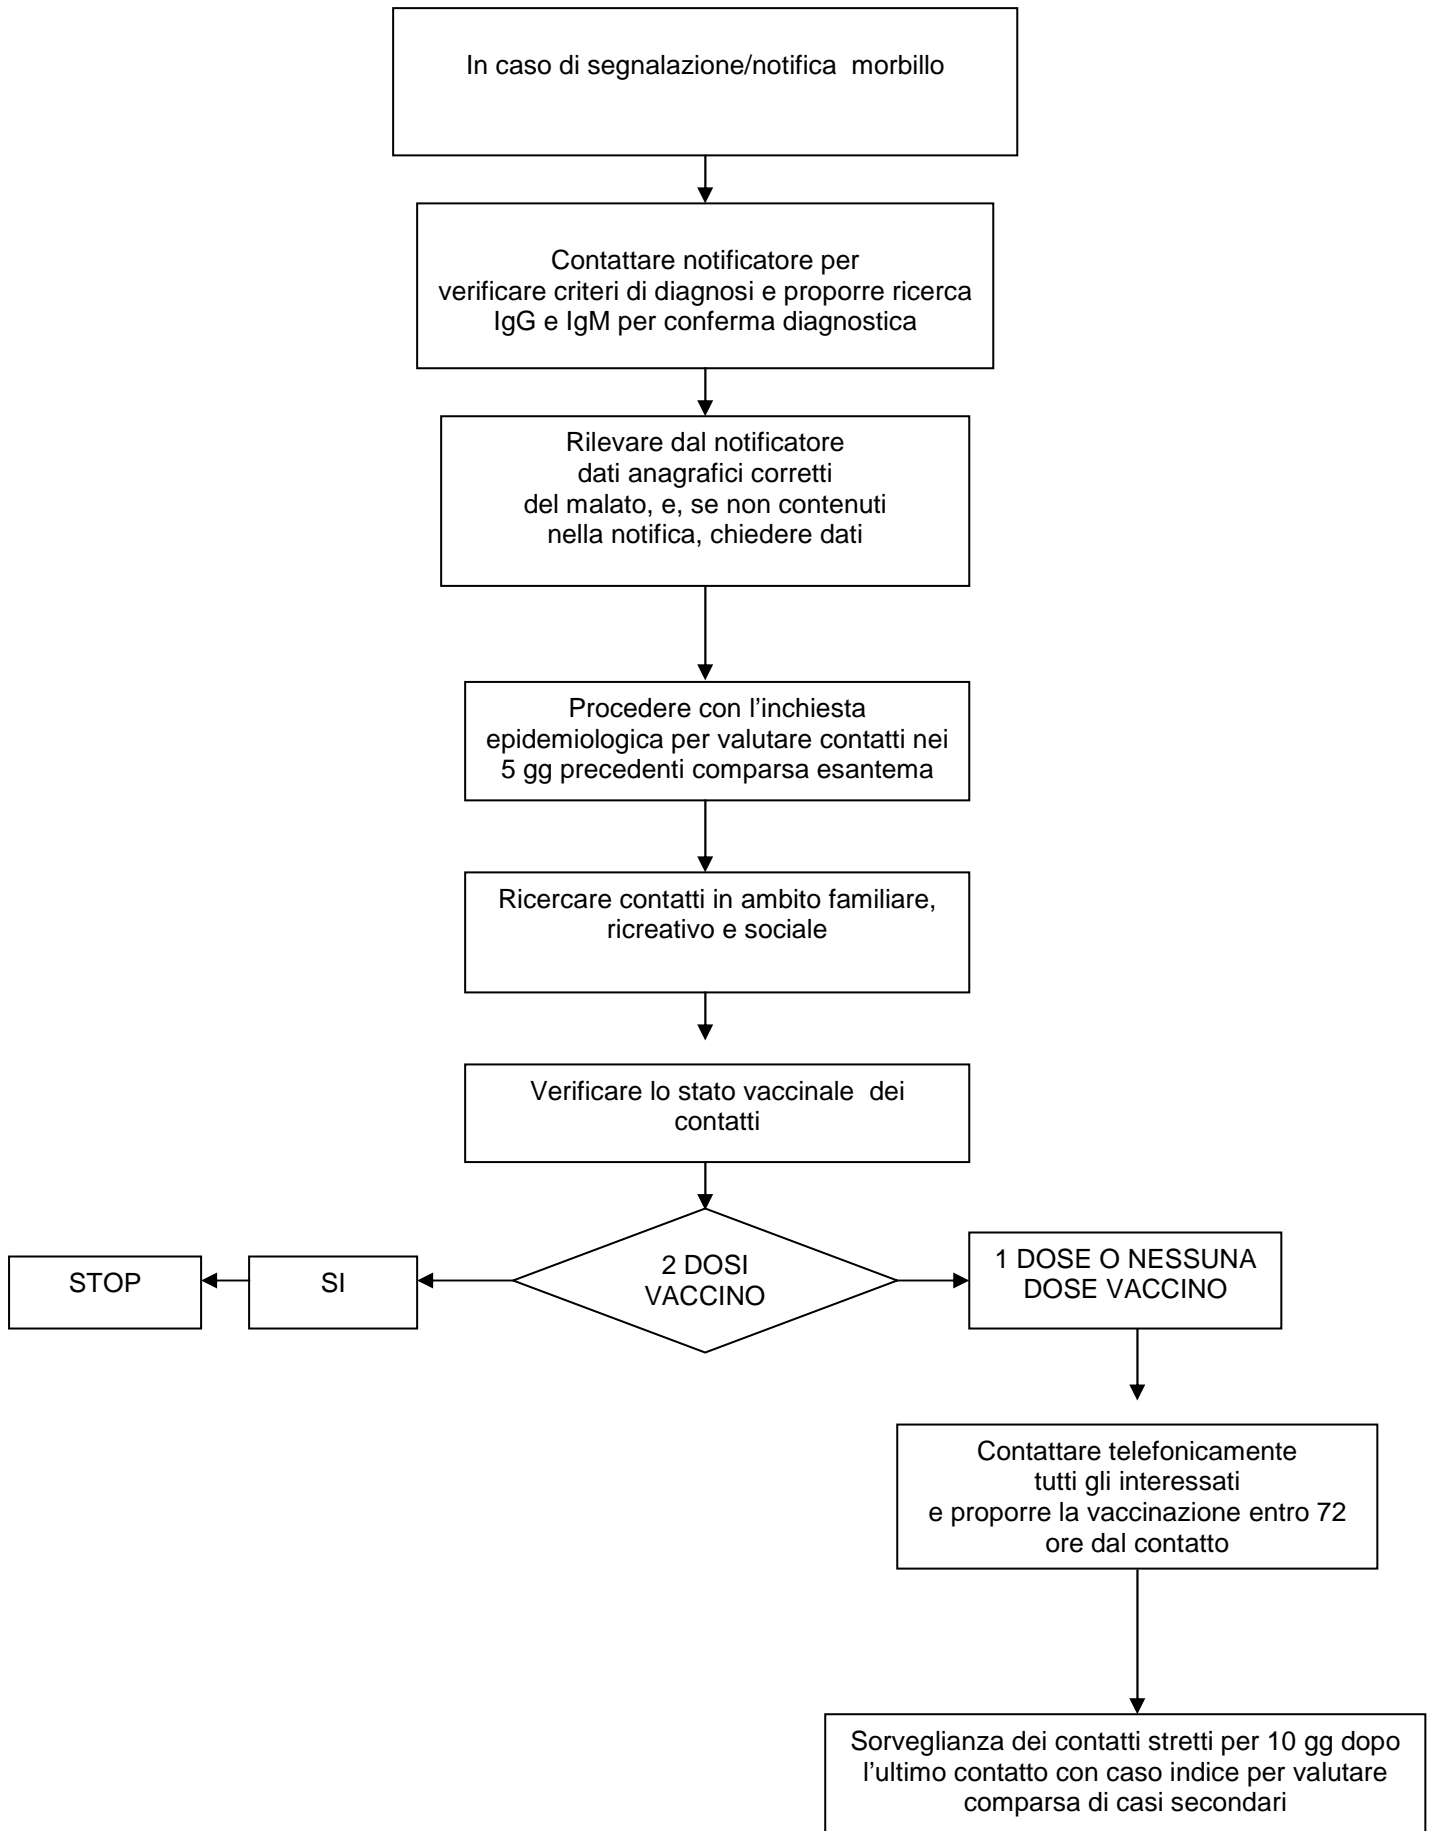 In caso di segnalazione/notifica  morbillo
Contattare notificatore per
verificare criteri di diagnosi e proporre ricerca
IgG e IgM per conferma diagnostica
Rilevare dal notificatore
dati anagrafici corretti
del malato, e, se non contenuti
nella notifica, chiedere dati
Procedere con l’inchiesta
epidemiologica per valutare contatti nei
5 gg precedenti comparsa esantema
Ricercare contatti in ambito familiare,
ricreativo e sociale
Verificare lo stato vaccinale  dei
contatti
STOP
SI
2 DOSI
VACCINO
1 DOSE O NESSUNA
DOSE VACCINO
Contattare telefonicamente
tutti gli interessati
e proporre la vaccinazione entro 72
ore dal contatto
Sorveglianza dei contatti stretti per 10 gg dopo
l’ultimo contatto con caso indice per valutare
comparsa di casi secondari